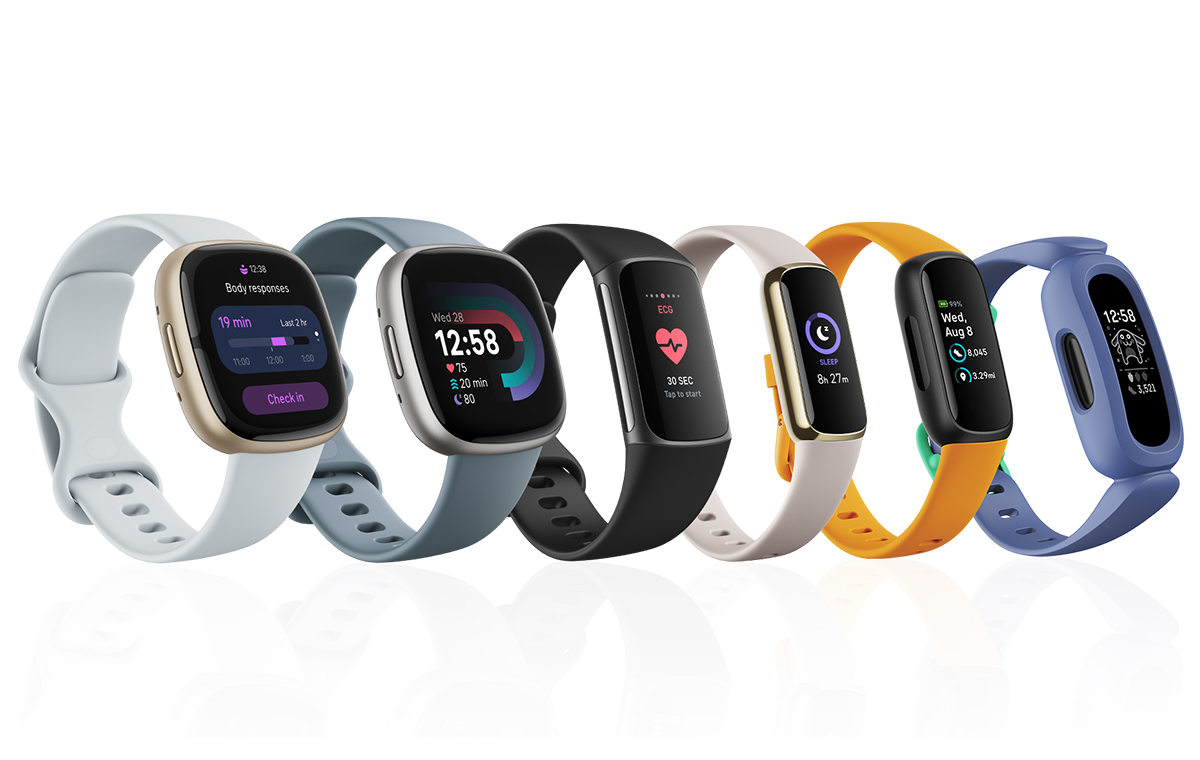 12:38
Body responses
19 min Last 2 hr
11:00 12:00 1:00
Check in
Wed 28
12:58
75
20 min
80
ECG
30 SEC
Tap to start
SLEEP
8h 27m
99%
Wed,
Aug 8
8,045
3.29mi
12:58
3,521